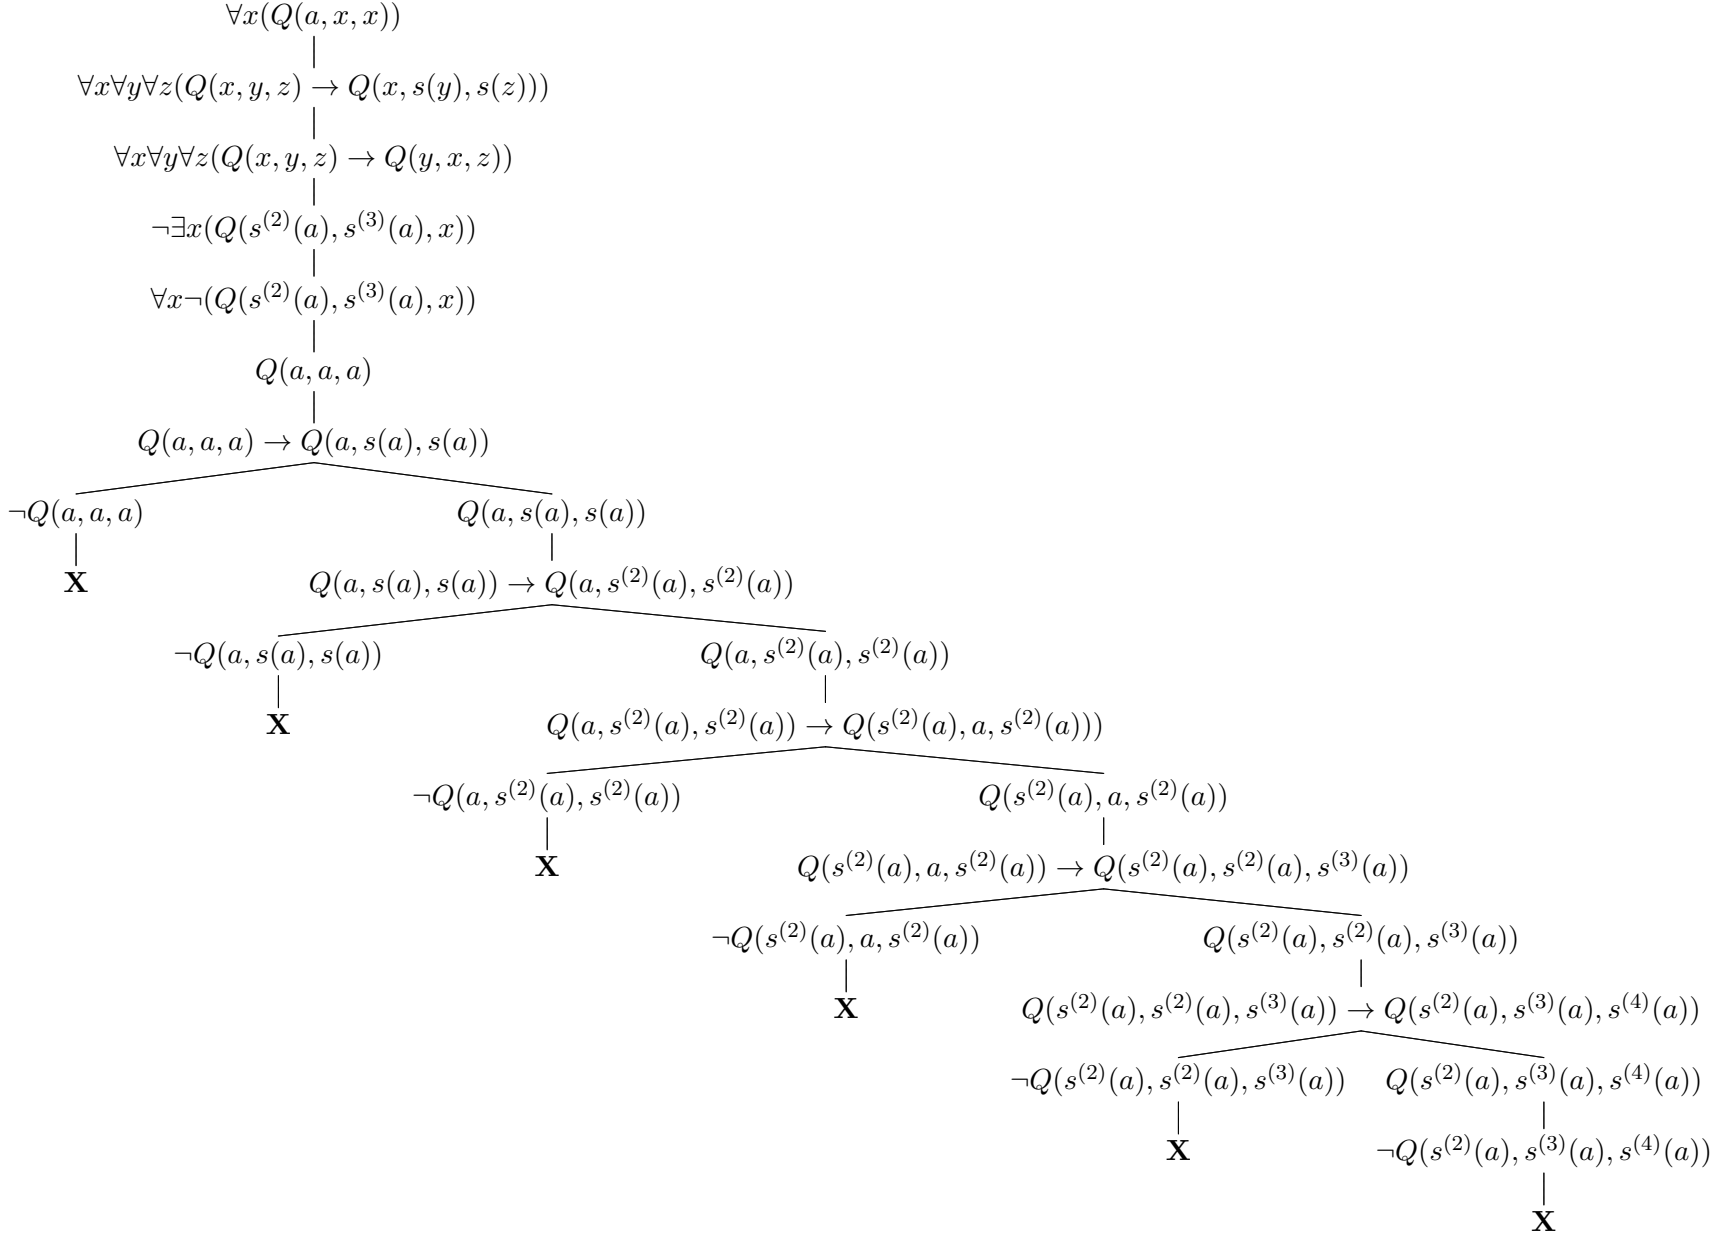 ∀x(Q(a, x, x))
∀x∀y∀z(Q(x, y, z) → Q(x, s(y), s(z)))
∀x∀y∀z(Q(x, y, z) → Q(y, x, z))
¬∃x(Q(s⁽²⁾(a), s⁽³⁾(a), x))
∀x¬(Q(s⁽²⁾(a), s⁽³⁾(a), x))
Q(a, a, a)
Q(a, a, a) → Q(a, s(a), s(a))
¬Q(a, a, a) Q(a, s(a), s(a))
X Q(a, s(a), s(a)) → Q(a, s⁽²⁾(a), s⁽²⁾(a))
¬Q(a, s(a), s(a)) Q(a, s⁽²⁾(a), s⁽²⁾(a))
X Q(a, s⁽²⁾(a), s⁽²⁾(a)) → Q(s⁽²⁾(a), a, s⁽²⁾(a)))
¬Q(a, s⁽²⁾(a), s⁽²⁾(a)) Q(s⁽²⁾(a), a, s⁽²⁾(a))
X Q(s⁽²⁾(a), a, s⁽²⁾(a)) → Q(s⁽²⁾(a), s⁽²⁾(a), s⁽³⁾(a))
¬Q(s⁽²⁾(a), a, s⁽²⁾(a)) Q(s⁽²⁾(a), s⁽²⁾(a), s⁽³⁾(a))
X Q(s⁽²⁾(a), s⁽²⁾(a), s⁽³⁾(a)) → Q(s⁽²⁾(a), s⁽³⁾(a), s⁽⁴⁾(a))
¬Q(s⁽²⁾(a), s⁽²⁾(a), s⁽³⁾(a)) Q(s⁽²⁾(a), s⁽³⁾(a), s⁽⁴⁾(a))
X ¬Q(s⁽²⁾(a), s⁽³⁾(a), s⁽⁴⁾(a))
X